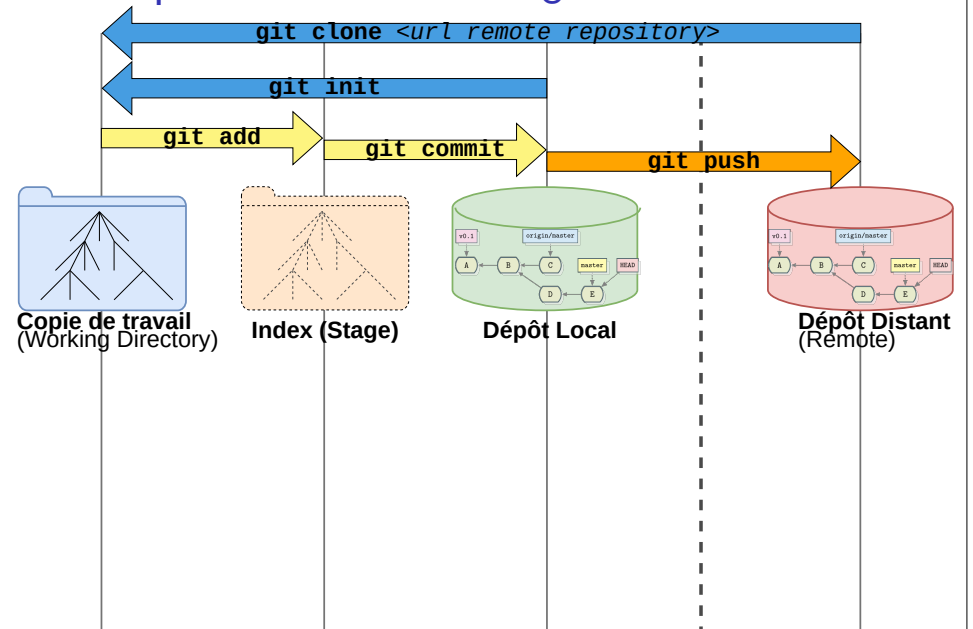 git clone <url remote repository>
git init
git add
git commit
git push
v0.1
origin/master
A
B
C
master
HEAD
D
E
v0.1
origin/master
A
B
C
master
HEAD
D
E
Copie de travail
(Working Directory)
Index (Stage)
Dépôt Local
Dépôt Distant
(Remote)